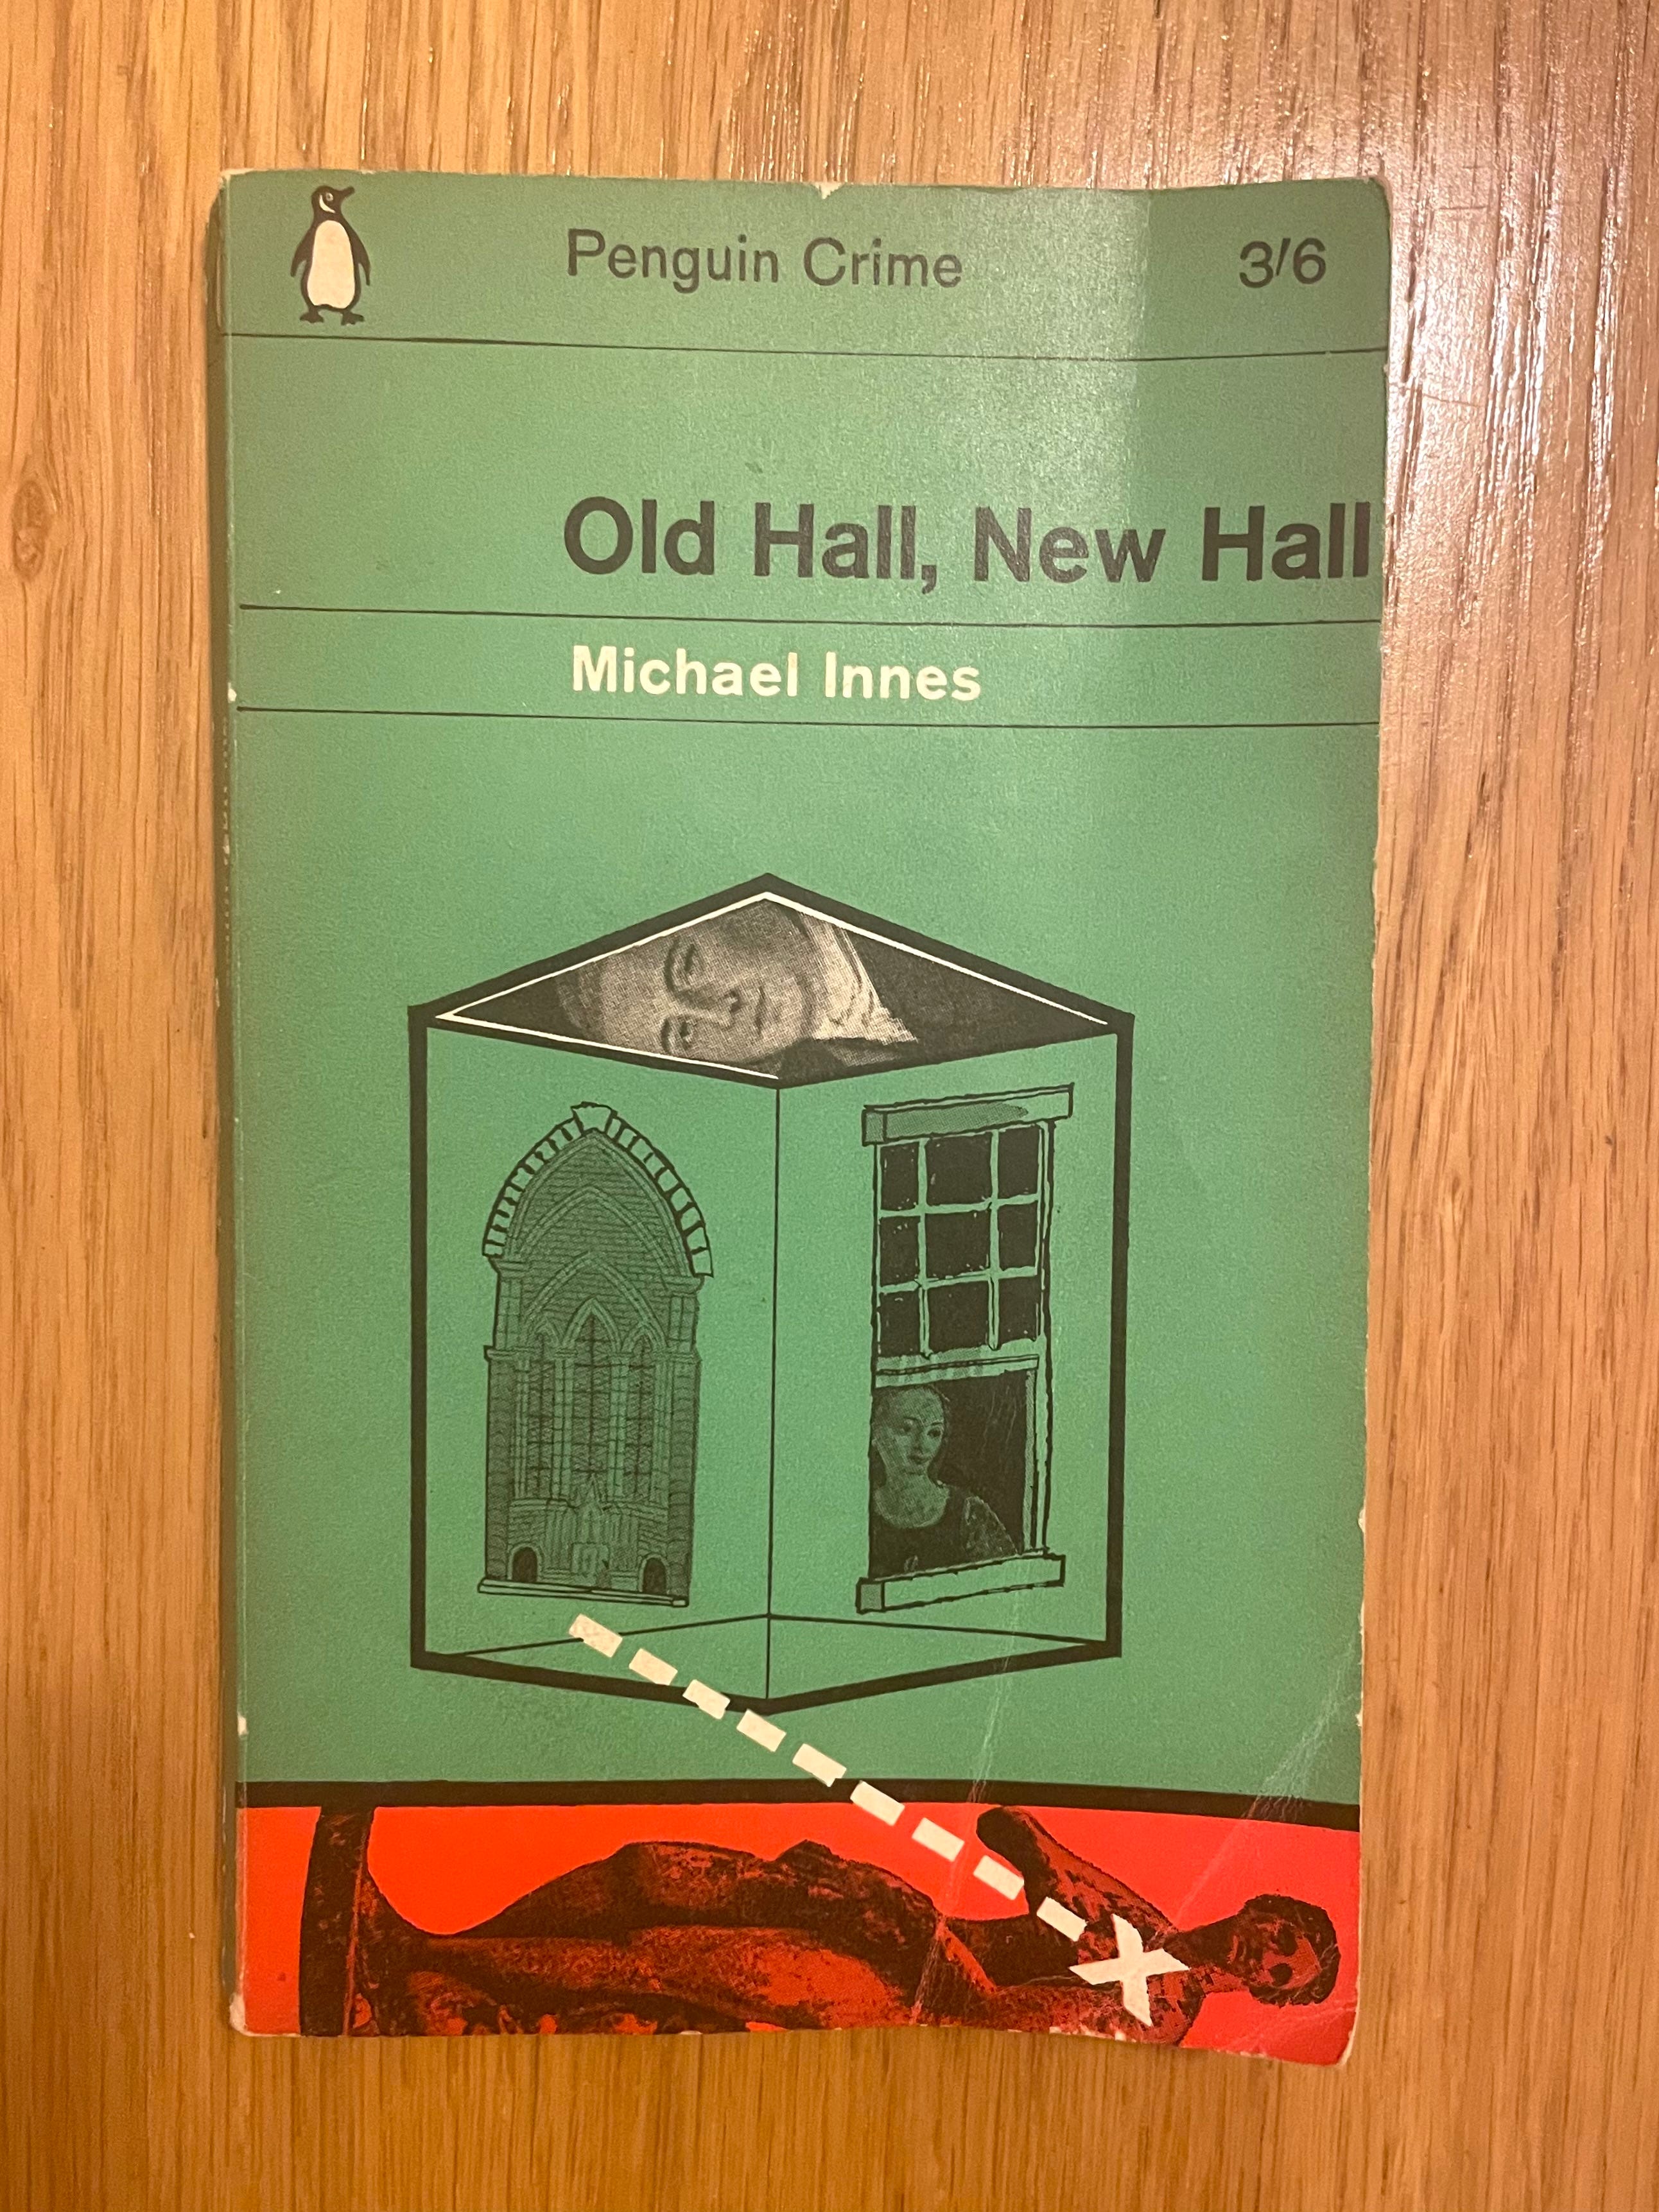 Penguin Crime 3/6
Old Hall, New Hall
Michael Innes